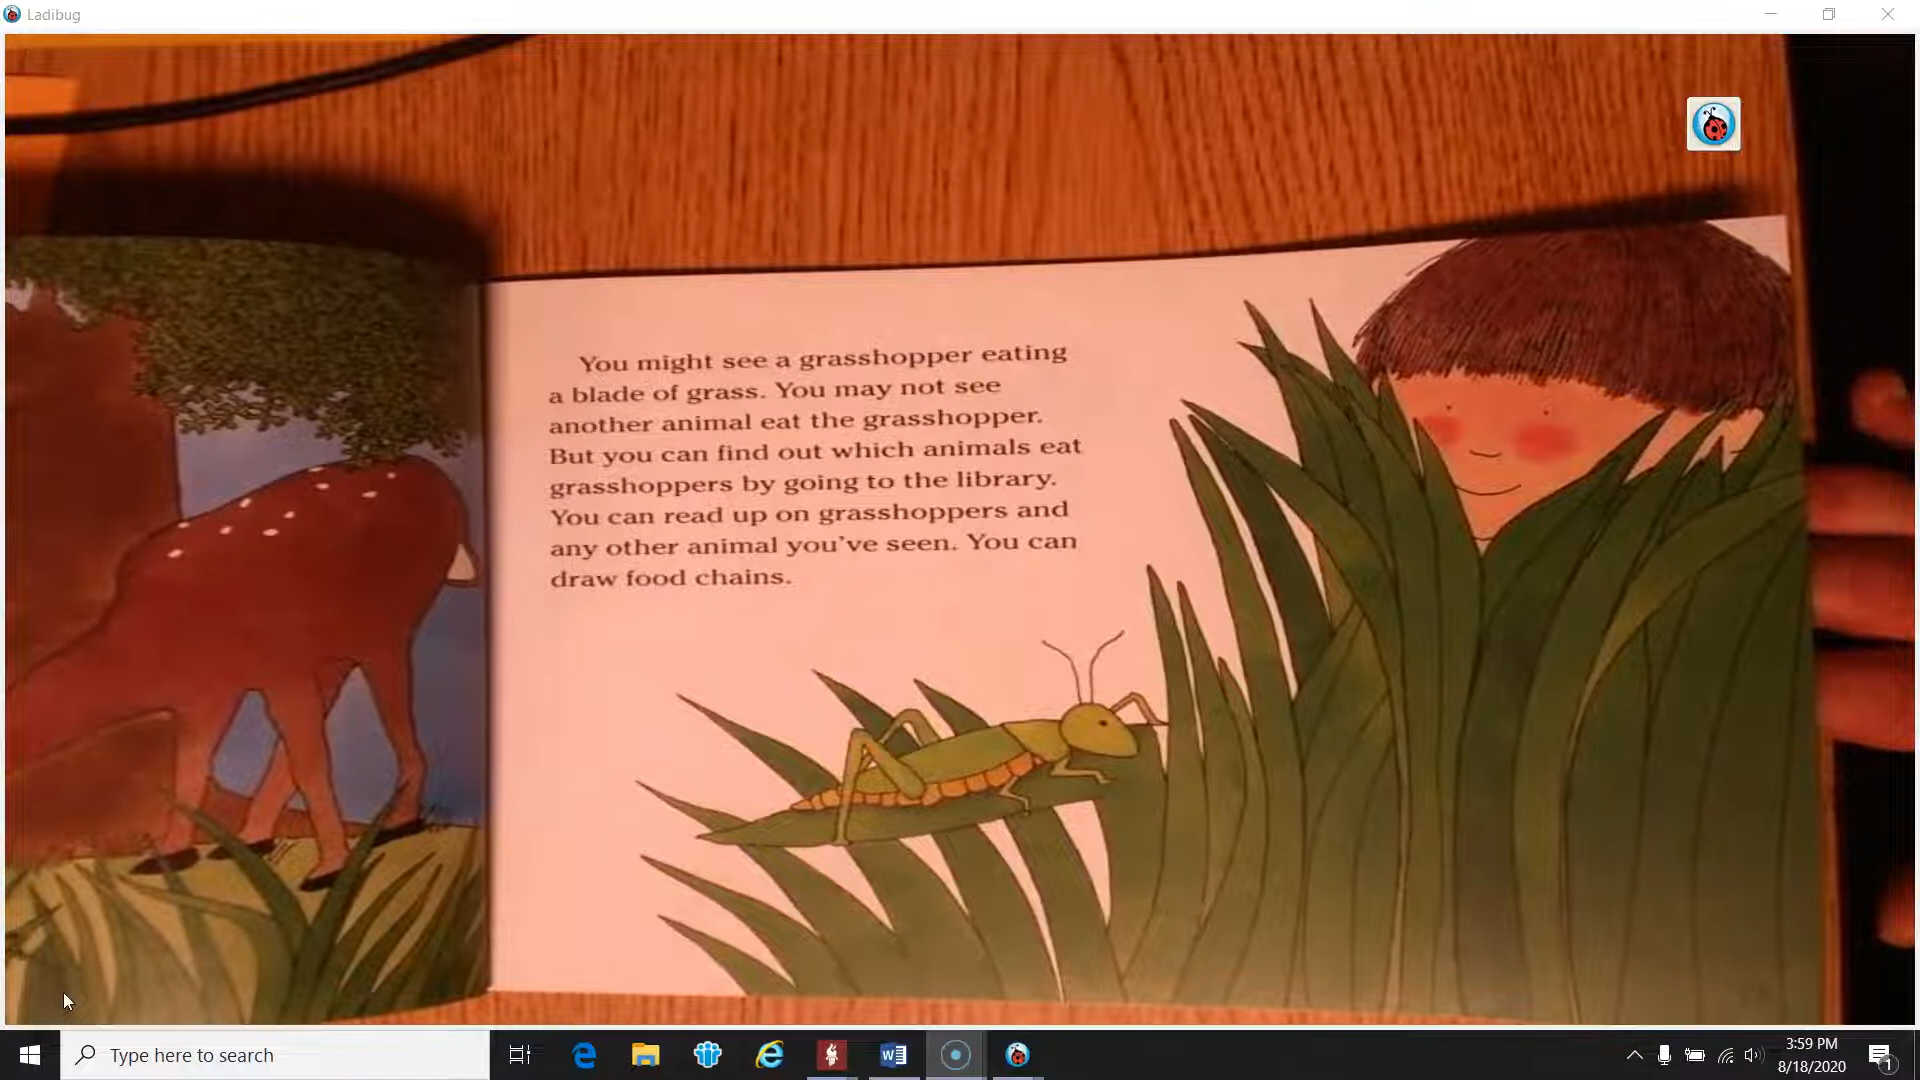 Ladibug
You might see a grasshopper eating
a blade of grass. You may not see
another animal eat the grasshopper.
But you can find out which animals eat
grasshoppers by going to the library.
You can read up on grasshoppers and
any other animal you've seen. You can
draw food chains.
Type here to search
3:59 PM
8/18/2020
1